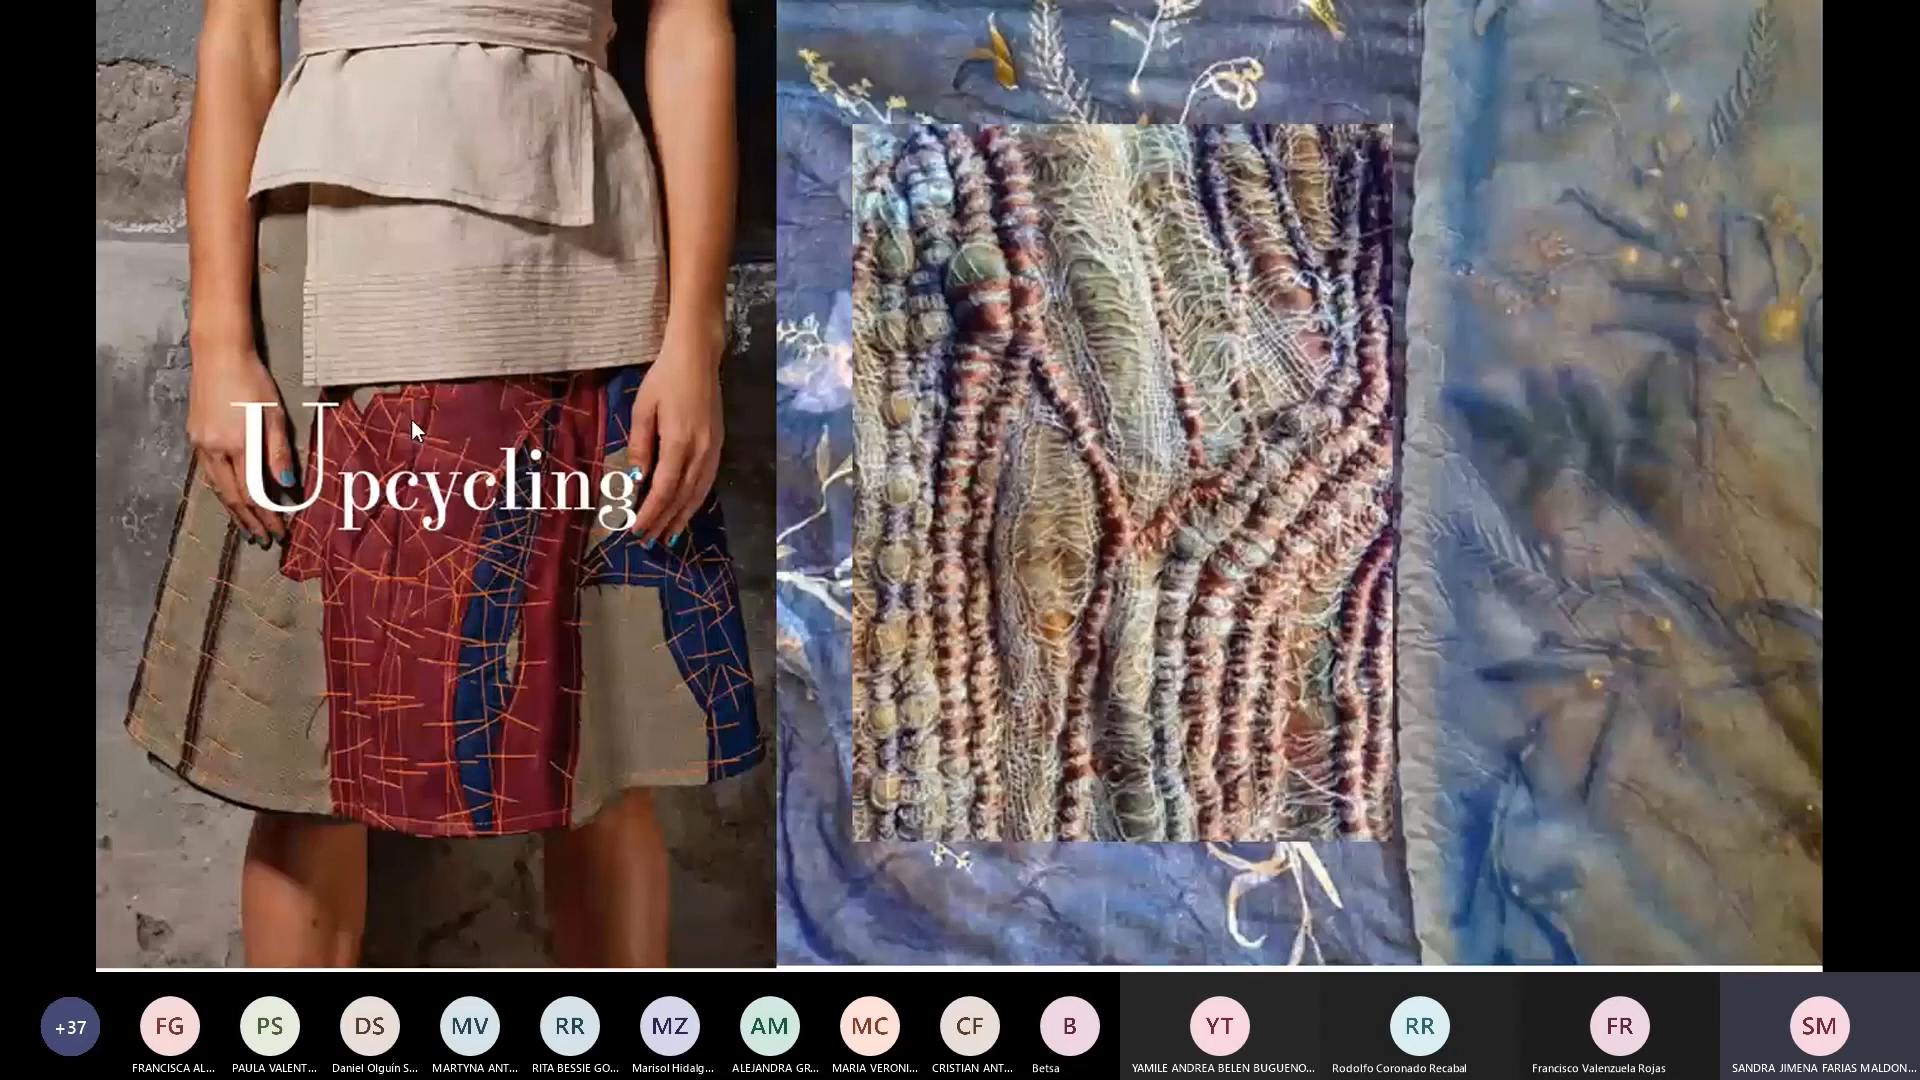 Upcycling
+37
FG
PS
DS
MV
RR
MZ
AM
MC
CF
B
YT
RR
FR
SM
FRANCISCA AL...
PAULA VALENT...
Daniel Olguín S...
MARTYNA ANT...
RITA BESSIE GO...
Marisol Hidalg...
ALEJANDRA GR...
MARIA VERONI...
CRISTIAN ANT...
Betsa
YAMILE ANDREA BELEN BUGUENO...
Rodolfo Coronado Recabal
Francisco Valenzuela Rojas
SANDRA JIMENA FARIAS MALDON...